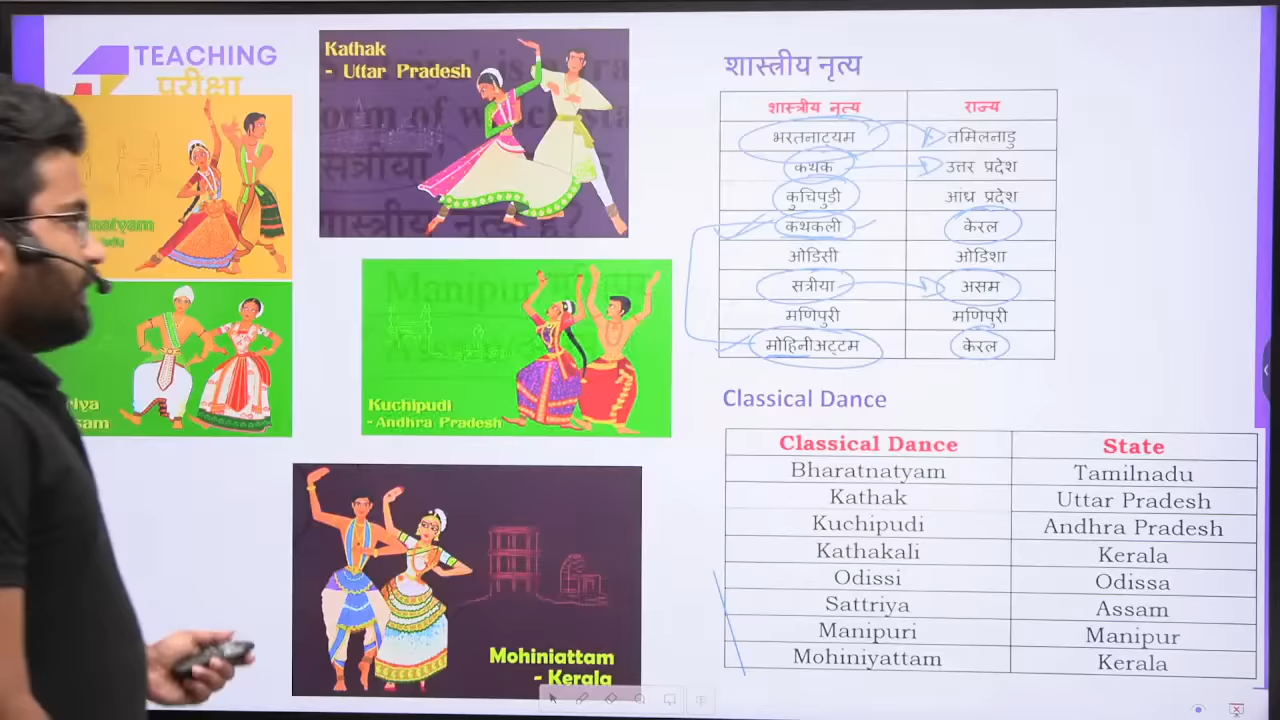 TEACHING
परीक्षा
Kathak
- Uttar Pradesh
Kuchipudi
- Andhra Pradesh
Mohiniattam
- Kerala
शास्त्रीय नृत्य
शास्त्रीय नृत्य राज्य
भरतनाट्यम तमिलनाडु
कथक उत्तर प्रदेश
कुचिपुडी आंध्र प्रदेश
कथकली केरल
ओडिसी ओडिशा
सत्रीया असम
मणिपुरी मणिपुरी
मोहिनीअट्टम केरल
Classical Dance
Classical Dance State
Bharatnatyam Tamilnadu
Kathak Uttar Pradesh
Kuchipudi Andhra Pradesh
Kathakali Kerala
Odissi Odissa
Sattriya Assam
Manipuri Manipur
Mohiniyattam Kerala